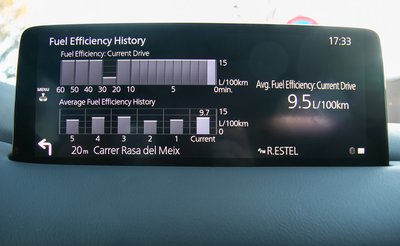 Fuel Efficiency History
17:33
Fuel Efficiency: Current Drive
15
L/100km
60 50 40 30 20 10 5 0min.
MENU
Avg. Fuel Efficiency: Current Drive
9.5L/100km
Average Fuel Efficiency History
9.7
15
L/100km
0
5 4 3 2 1 Current
20m Carrer Rasa del Meix
R.ESTEL